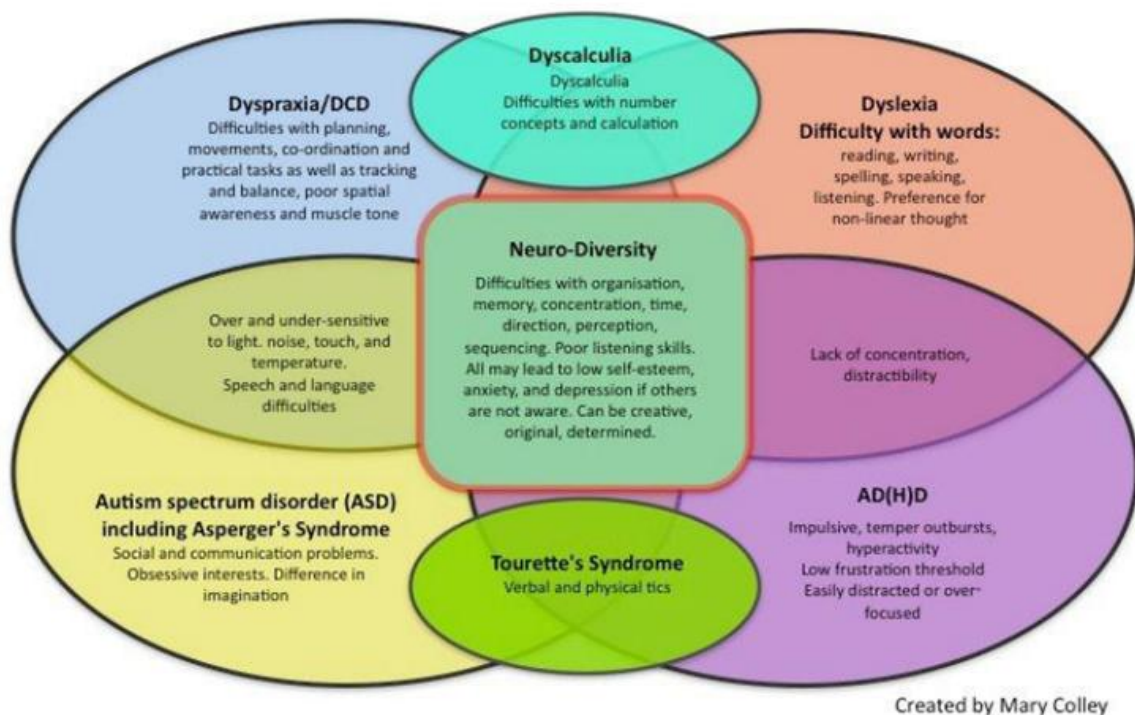 Dyscalculia
Dyscalculia
Difficulties with number
concepts and calculation
Dyspraxia/DCD
Difficulties with planning,
movements, co-ordination and
practical tasks as well as tracking
and balance, poor spatial
awareness and muscle tone
Dyslexia
Difficulty with words:
reading, writing,
spelling, speaking,
listening. Preference for
non-linear thought
Neuro-Diversity
Difficulties with organisation,
memory, concentration, time,
direction, perception,
sequencing. Poor listening skills.
All may lead to low self-esteem,
anxiety, and depression if others
are not aware. Can be creative,
original, determined.
Over and under-sensitive
to light. noise, touch, and
temperature.
Speech and language
difficulties
Lack of concentration,
distractibility
Autism spectrum disorder (ASD)
including Asperger's Syndrome
Social and communication problems.
Obsessive interests. Difference in
imagination
Tourette's Syndrome
Verbal and physical tics
AD(H)D
Impulsive, temper outbursts,
hyperactivity
Low frustration threshold
Easily distracted or over-
focused
Created by Mary Colley